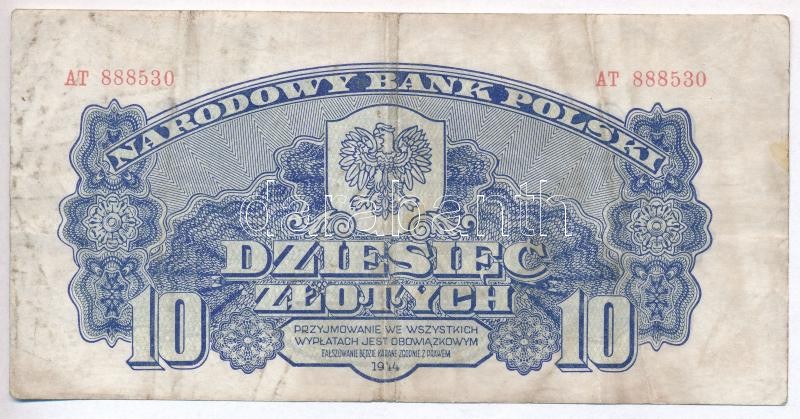 AT 888530
AT 888530
NARODOWY BANK POLSKI
darabanth
DZIESIĘĆ
ZŁOTYCH
10
10
PRZYJMOWANIE WE WSZYSTKICH
WYPŁATACH JEST OBOWIĄZKOWYM
FAŁSZOWANIE BĘDZIE KARANE ZGODNIE Z PRAWEM
1944